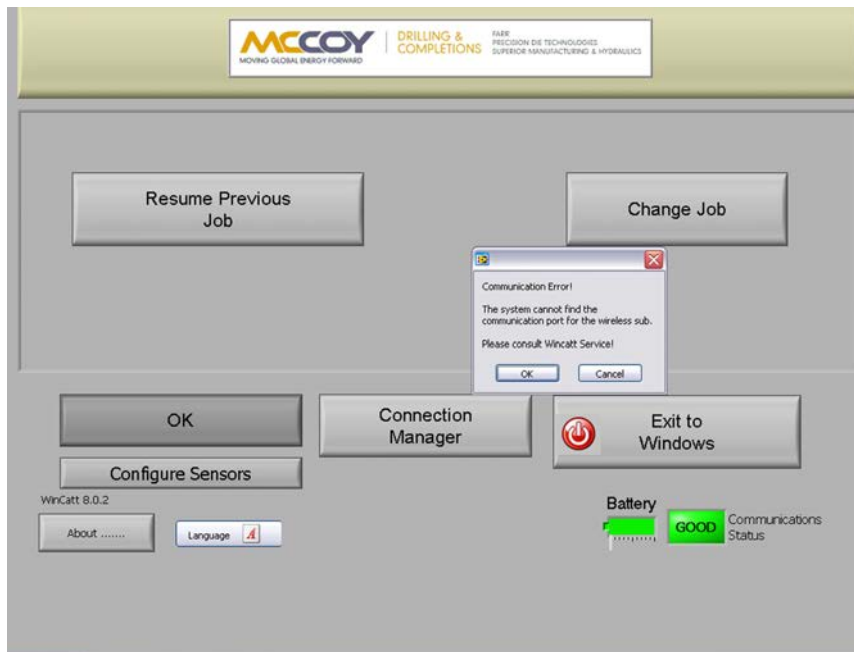 MCCOY
MOVING GLOBAL ENERGY FORWARD
DRILLING &
COMPLETIONS
FARR
PRECISION DIE TECHNOLOGIES
SUPERIOR MANUFACTURING & HYDRAULICS
Resume Previous
Job
Change Job
Communication Error!
The system cannot find the
communication port for the wireless sub.
Please consult Wincatt Service!
OK
Cancel
OK
Connection
Manager
Exit to
Windows
Configure Sensors
WinCatt 8.0.2
About .......
Language A
Battery
GOOD
Communications
Status